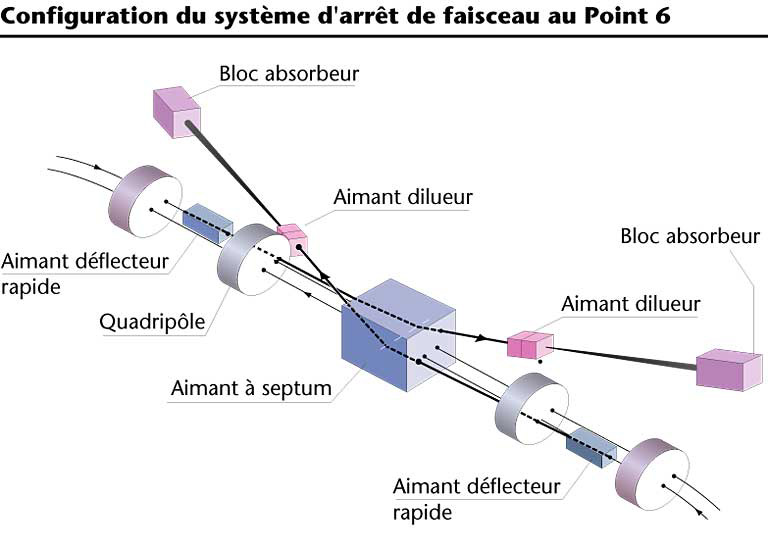 Configuration du système d'arrêt de faisceau au Point 6
Bloc absorbeur
Aimant dilueur
Bloc absorbeur
Aimant déflecteur
rapide
Aimant dilueur
Quadripôle
Aimant à septum
Aimant déflecteur
rapide